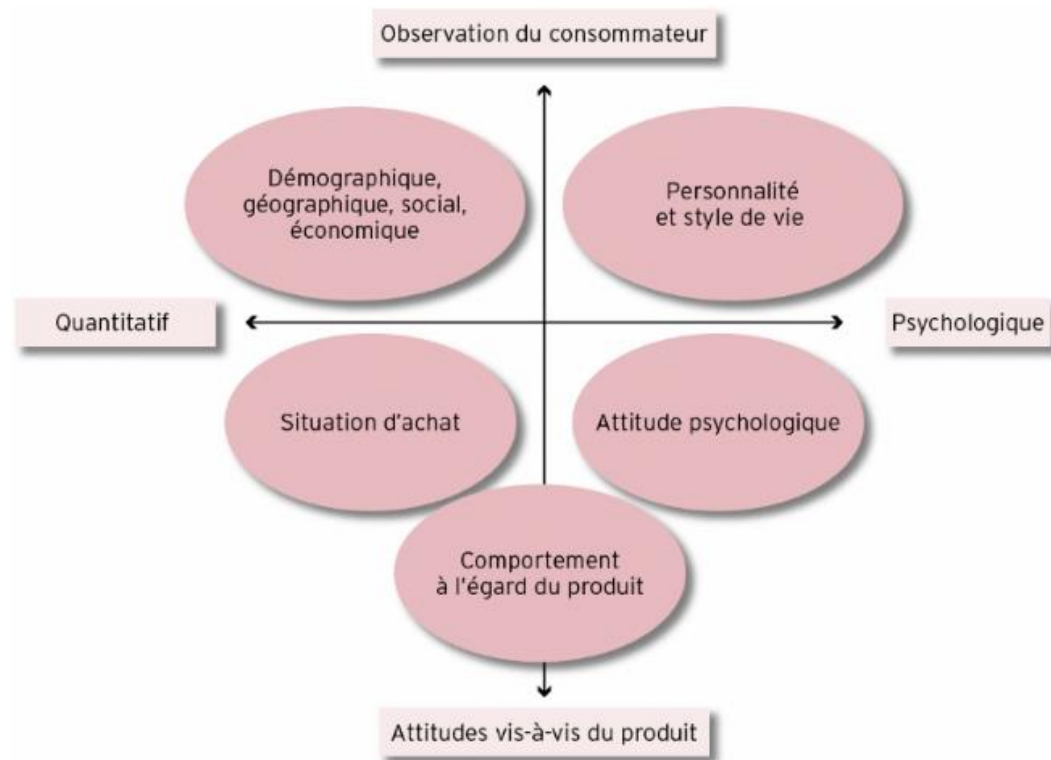 Observation du consommateur
Démographique,
géographique, social,
économique
Personnalité
et style de vie
Quantitatif
Psychologique
Situation d'achat
Attitude psychologique
Comportement
à l'égard du produit
Attitudes vis-à-vis du produit